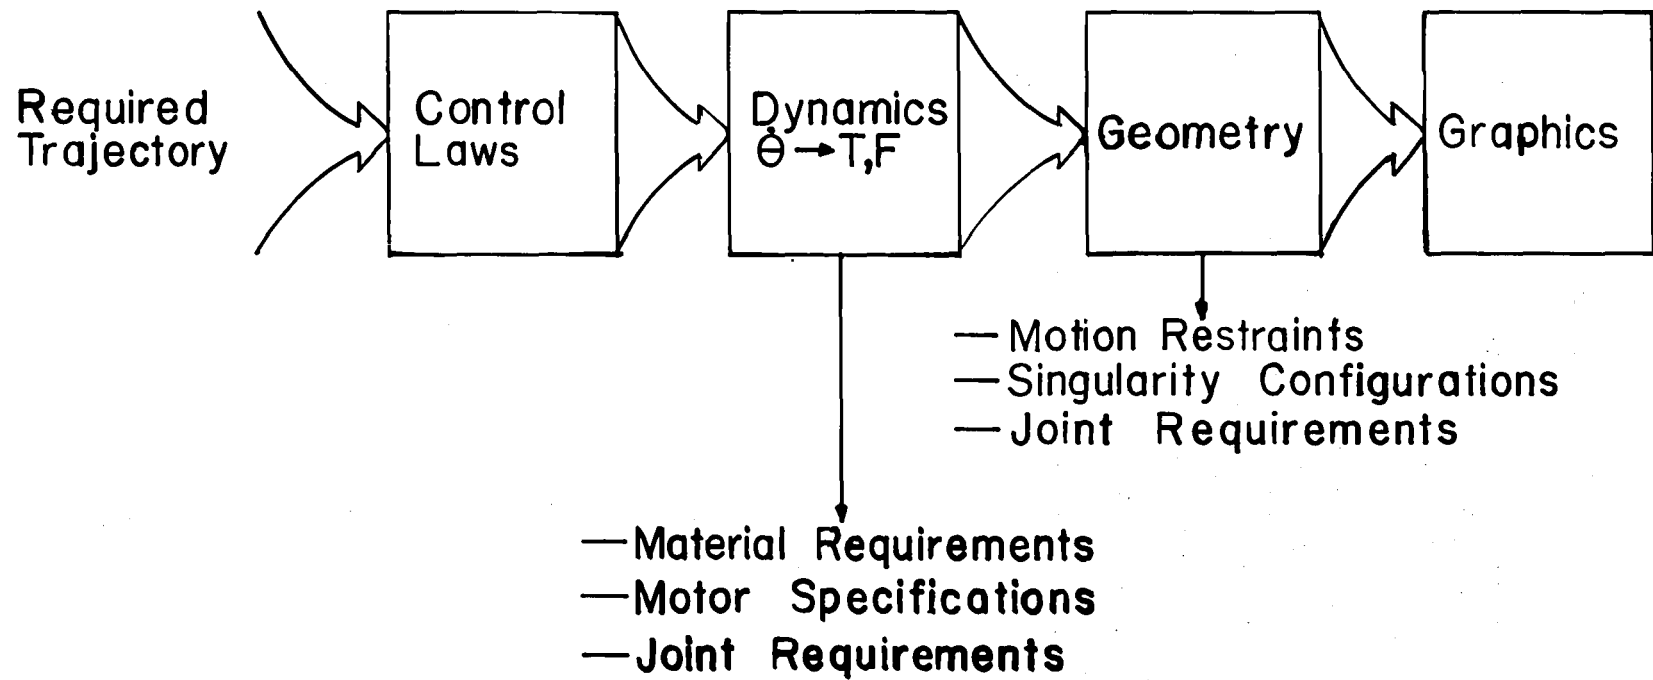 Required
Trajectory
Control
Laws
Dynamics
Θ̇ → T,F
Geometry
Graphics
— Motion Restraints
— Singularity Configurations
— Joint Requirements
— Material Requirements
— Motor Specifications
— Joint Requirements